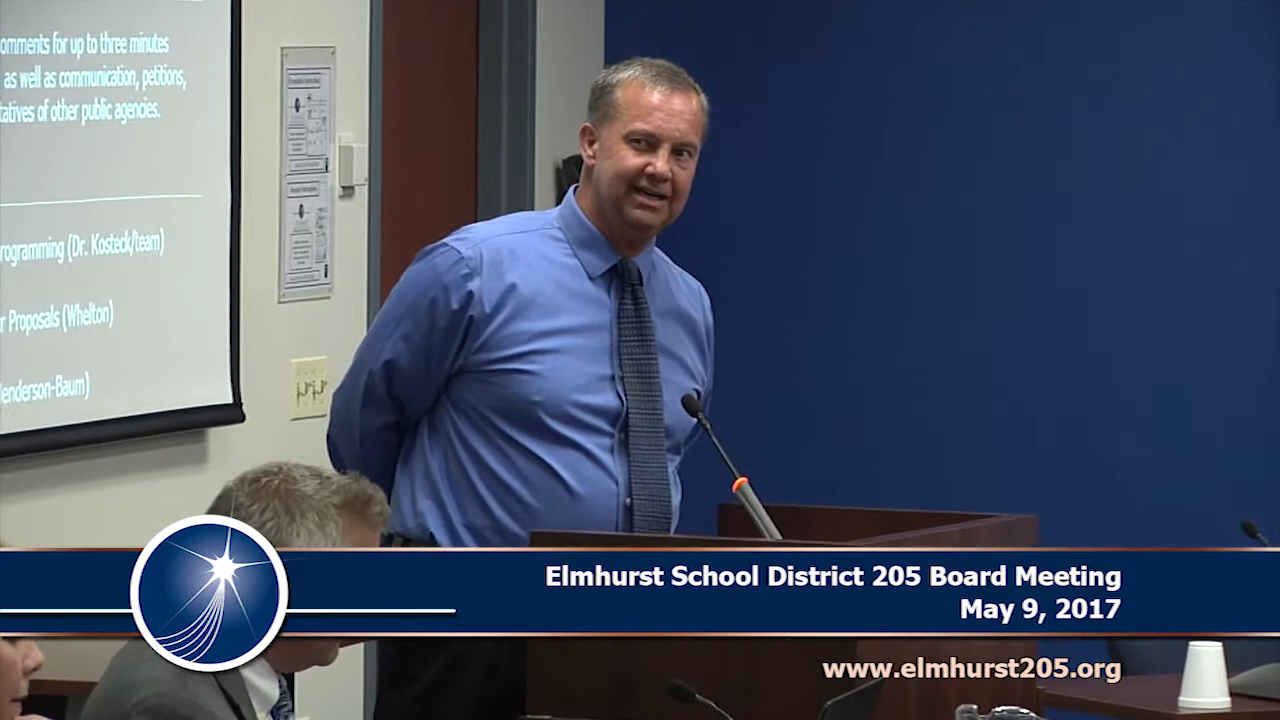 omments for up to three minutes
as well as communication, petitions,
tatives of other public agencies.
rogramming (Dr. Kosteck/team)
r Proposals (Whelton)
lenderson-Baum)
Elmhurst School District 205 Board Meeting
May 9, 2017
www.elmhurst205.org